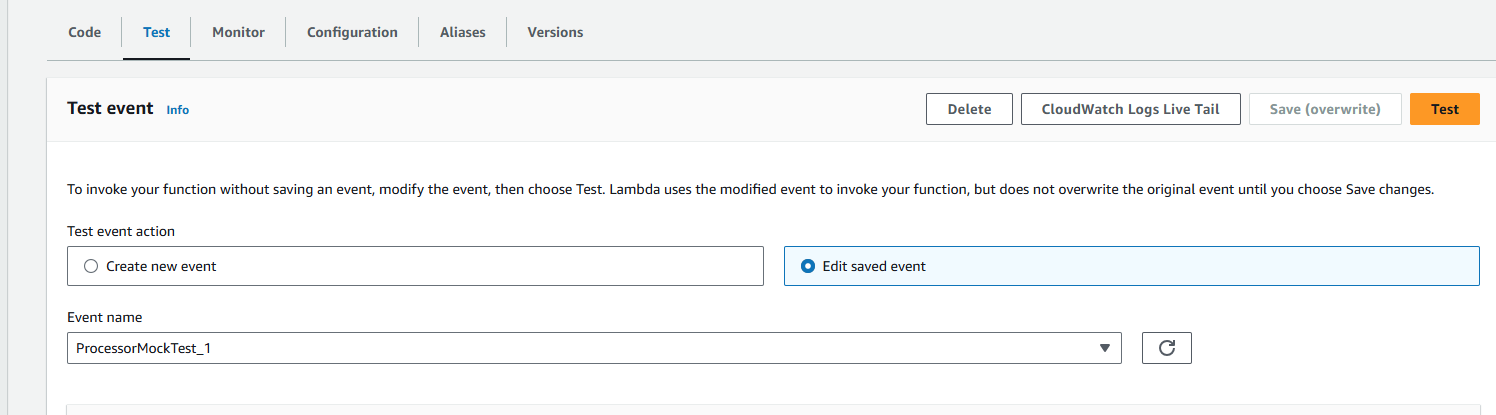 Code Test Monitor Configuration Aliases Versions
Test event Info Delete CloudWatch Logs Live Tail Save (overwrite) Test
To invoke your function without saving an event, modify the event, then choose Test. Lambda uses the modified event to invoke your function, but does not overwrite the original event until you choose Save changes.
Test event action
Create new event Edit saved event
Event name
ProcessorMockTest_1